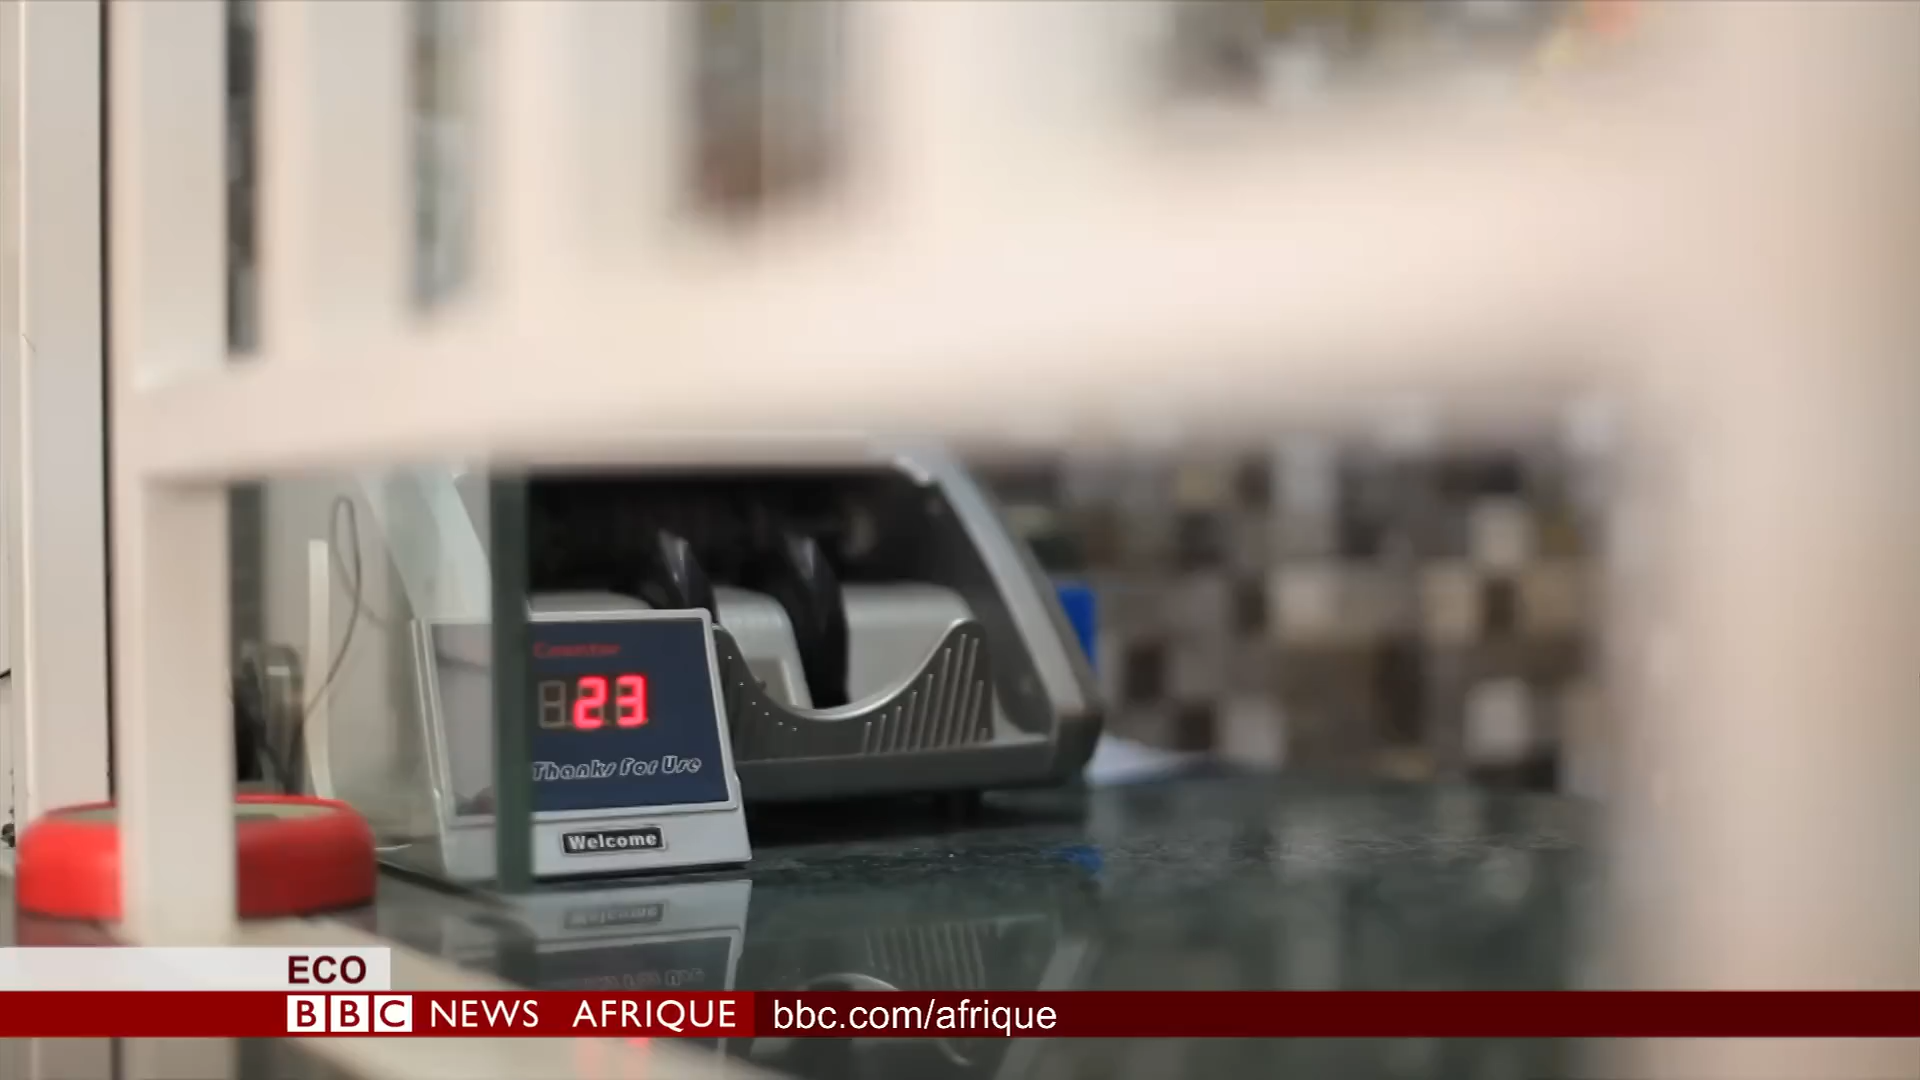 Counter
23
Thanks For Use
Welcome
ECO
BBC NEWS AFRIQUE bbc.com/afrique